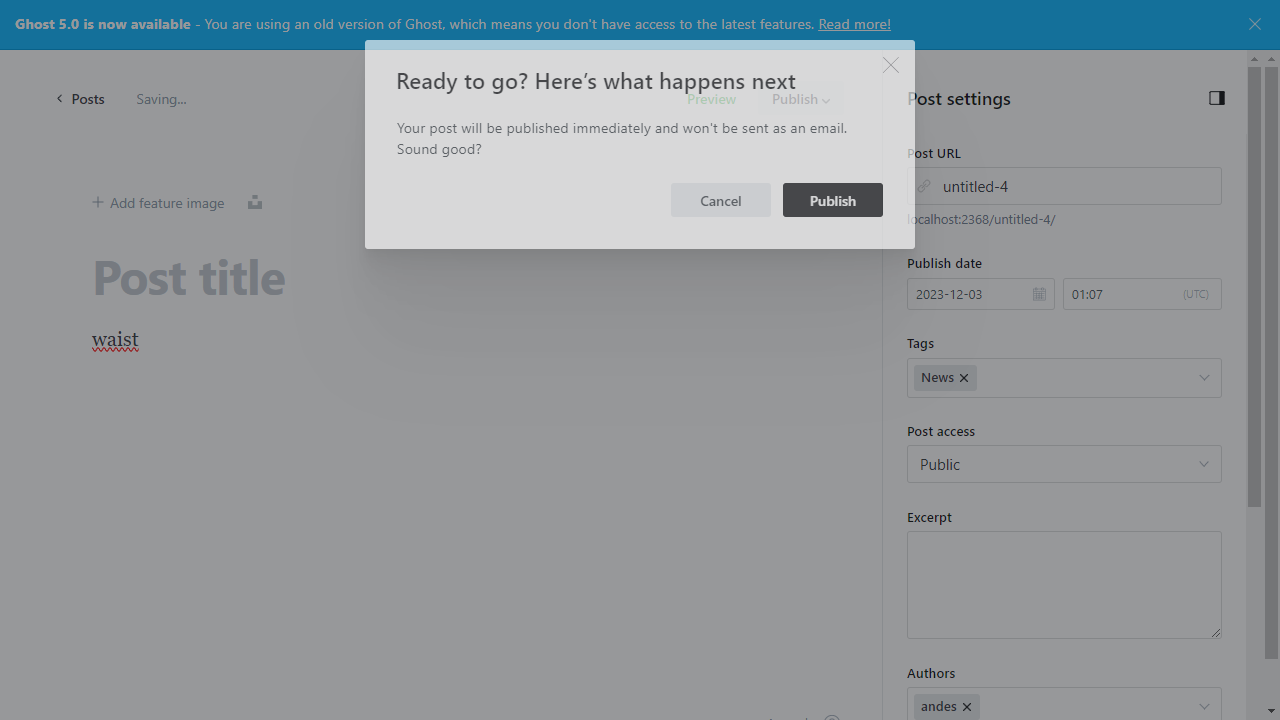 Ghost 5.0 is now available - You are using an old version of Ghost, which means you don't have access to the latest features. Read more!
Ready to go? Here's what happens next
Your post will be published immediately and won't be sent as an email.
Sound good?
Cancel
Publish
Posts
Saving...
Preview
Publish
Add feature image
Post title
waist
Post settings
Post URL
untitled-4
localhost:2368/untitled-4/
Publish date
2023-12-03
01:07
(UTC)
Tags
News
Post access
Public
Excerpt
Authors
andes